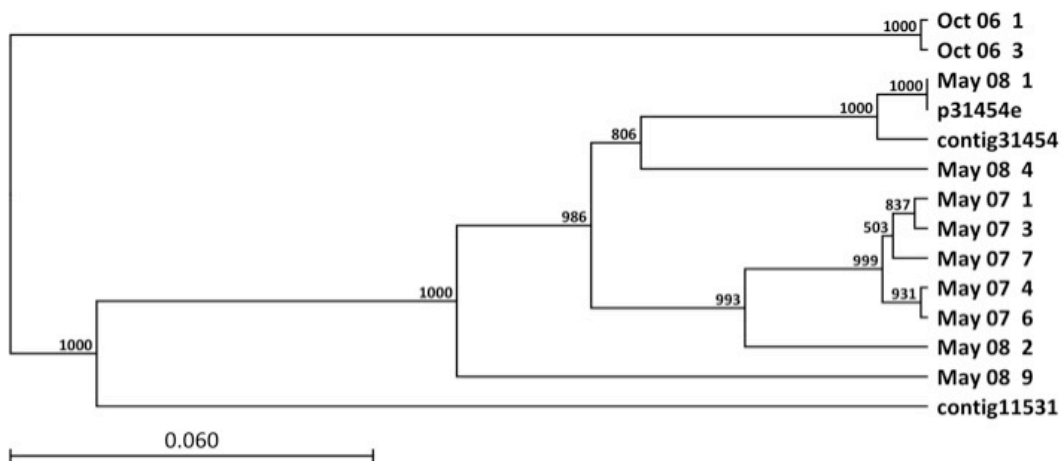 1000
Oct 06 1
Oct 06 3
1000
May 08 1
p31454e
1000
contig31454
806
May 08 4
986
837
May 07 1
503
May 07 3
999
May 07 7
931
May 07 4
993
May 07 6
1000
May 08 2
1000
May 08 9
contig11531
0.060